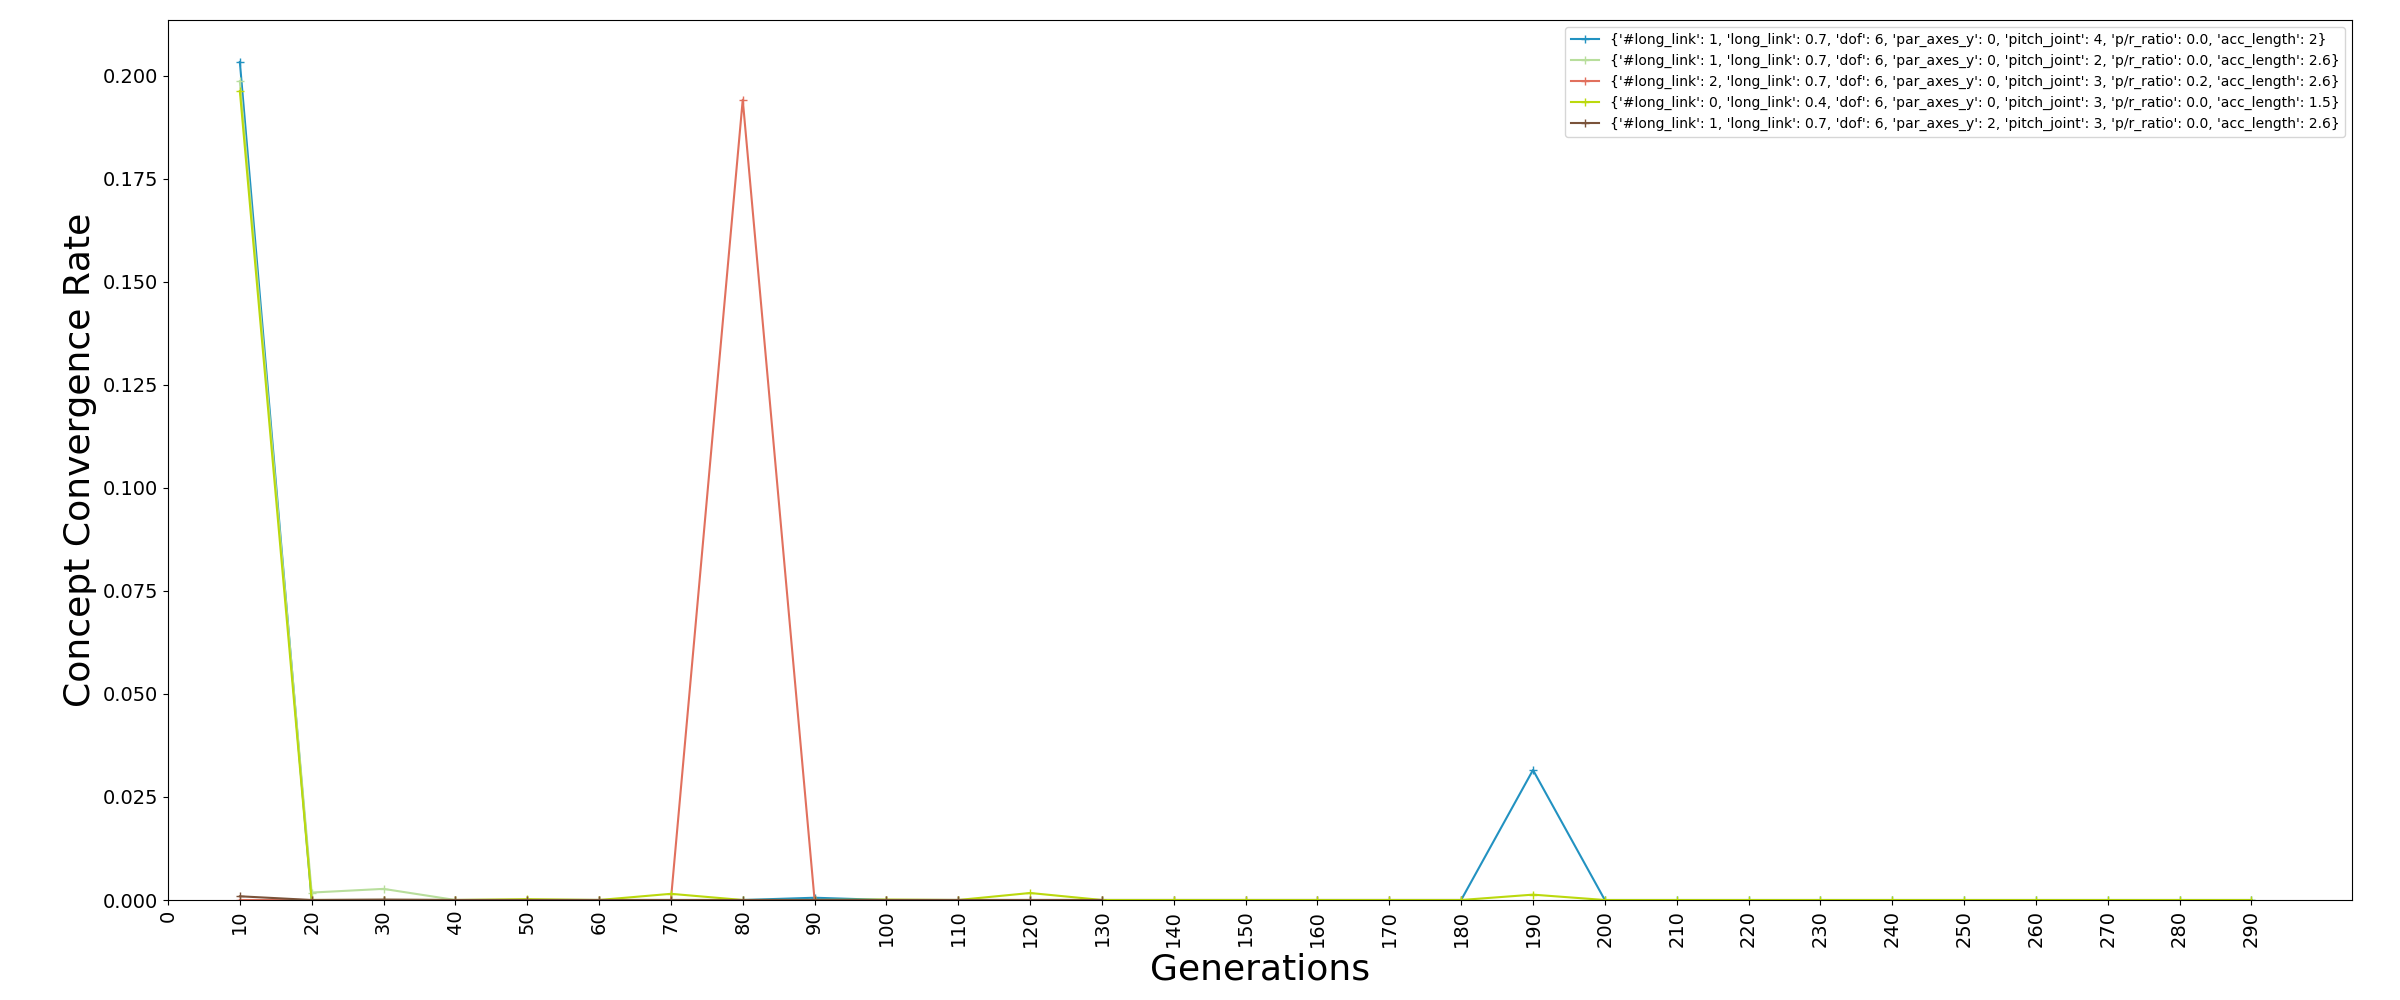 {'#long_link': 1, 'long_link': 0.7, 'dof': 6, 'par_axes_y': 0, 'pitch_joint': 4, 'p/r_ratio': 0.0, 'acc_length': 2}
{'#long_link': 1, 'long_link': 0.7, 'dof': 6, 'par_axes_y': 0, 'pitch_joint': 2, 'p/r_ratio': 0.0, 'acc_length': 2.6}
{'#long_link': 2, 'long_link': 0.7, 'dof': 6, 'par_axes_y': 0, 'pitch_joint': 3, 'p/r_ratio': 0.2, 'acc_length': 2.6}
{'#long_link': 0, 'long_link': 0.4, 'dof': 6, 'par_axes_y': 0, 'pitch_joint': 3, 'p/r_ratio': 0.0, 'acc_length': 1.5}
{'#long_link': 1, 'long_link': 0.7, 'dof': 6, 'par_axes_y': 2, 'pitch_joint': 3, 'p/r_ratio': 0.0, 'acc_length': 2.6}
Concept Convergence Rate
0.200
0.175
0.150
0.125
0.100
0.075
0.050
0.025
0.000
0 10 20 30 40 50 60 70 80 90 100 110 120 130 140 150 160 170 180 190 200 210 220 230 240 250 260 270 280 290
Generations